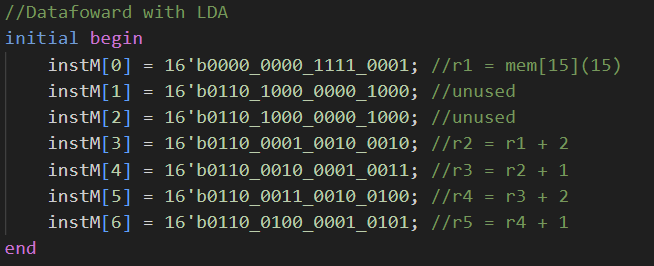 //Datafoward with LDA
initial begin
instM[0] = 16'b0000_0000_1111_0001; //r1 = mem[15](15)
instM[1] = 16'b0110_1000_0000_1000; //unused
instM[2] = 16'b0110_1000_0000_1000; //unused
instM[3] = 16'b0110_0001_0010_0010; //r2 = r1 + 2
instM[4] = 16'b0110_0010_0001_0011; //r3 = r2 + 1
instM[5] = 16'b0110_0011_0010_0100; //r4 = r3 + 2
instM[6] = 16'b0110_0100_0001_0101; //r5 = r4 + 1
end